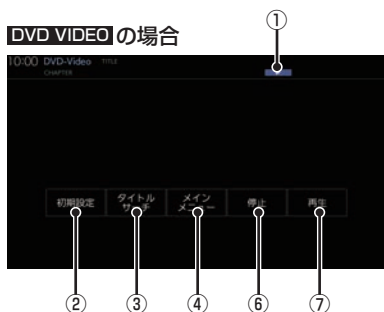 ①
DVD VIDEO の場合
10:00 DVD-Video TITLE
CHAPTER
初期設定 タイトル サーチ メイン メニュー 停止 再生
② ③ ④ ⑥ ⑦